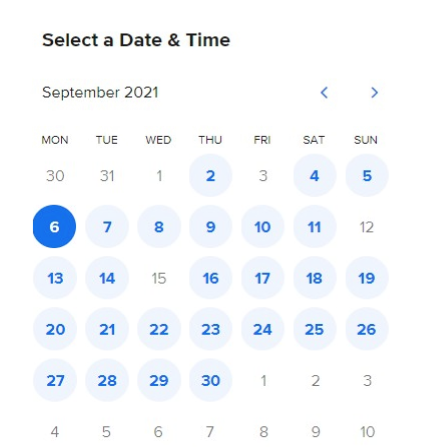 Select a Date & Time
September 2021
MON TUE WED THU FRI SAT SUN
30 31 1 2 3 4 5
6 7 8 9 10 11 12
13 14 15 16 17 18 19
20 21 22 23 24 25 26
27 28 29 30 1 2 3
4 5 6 7 8 9 10